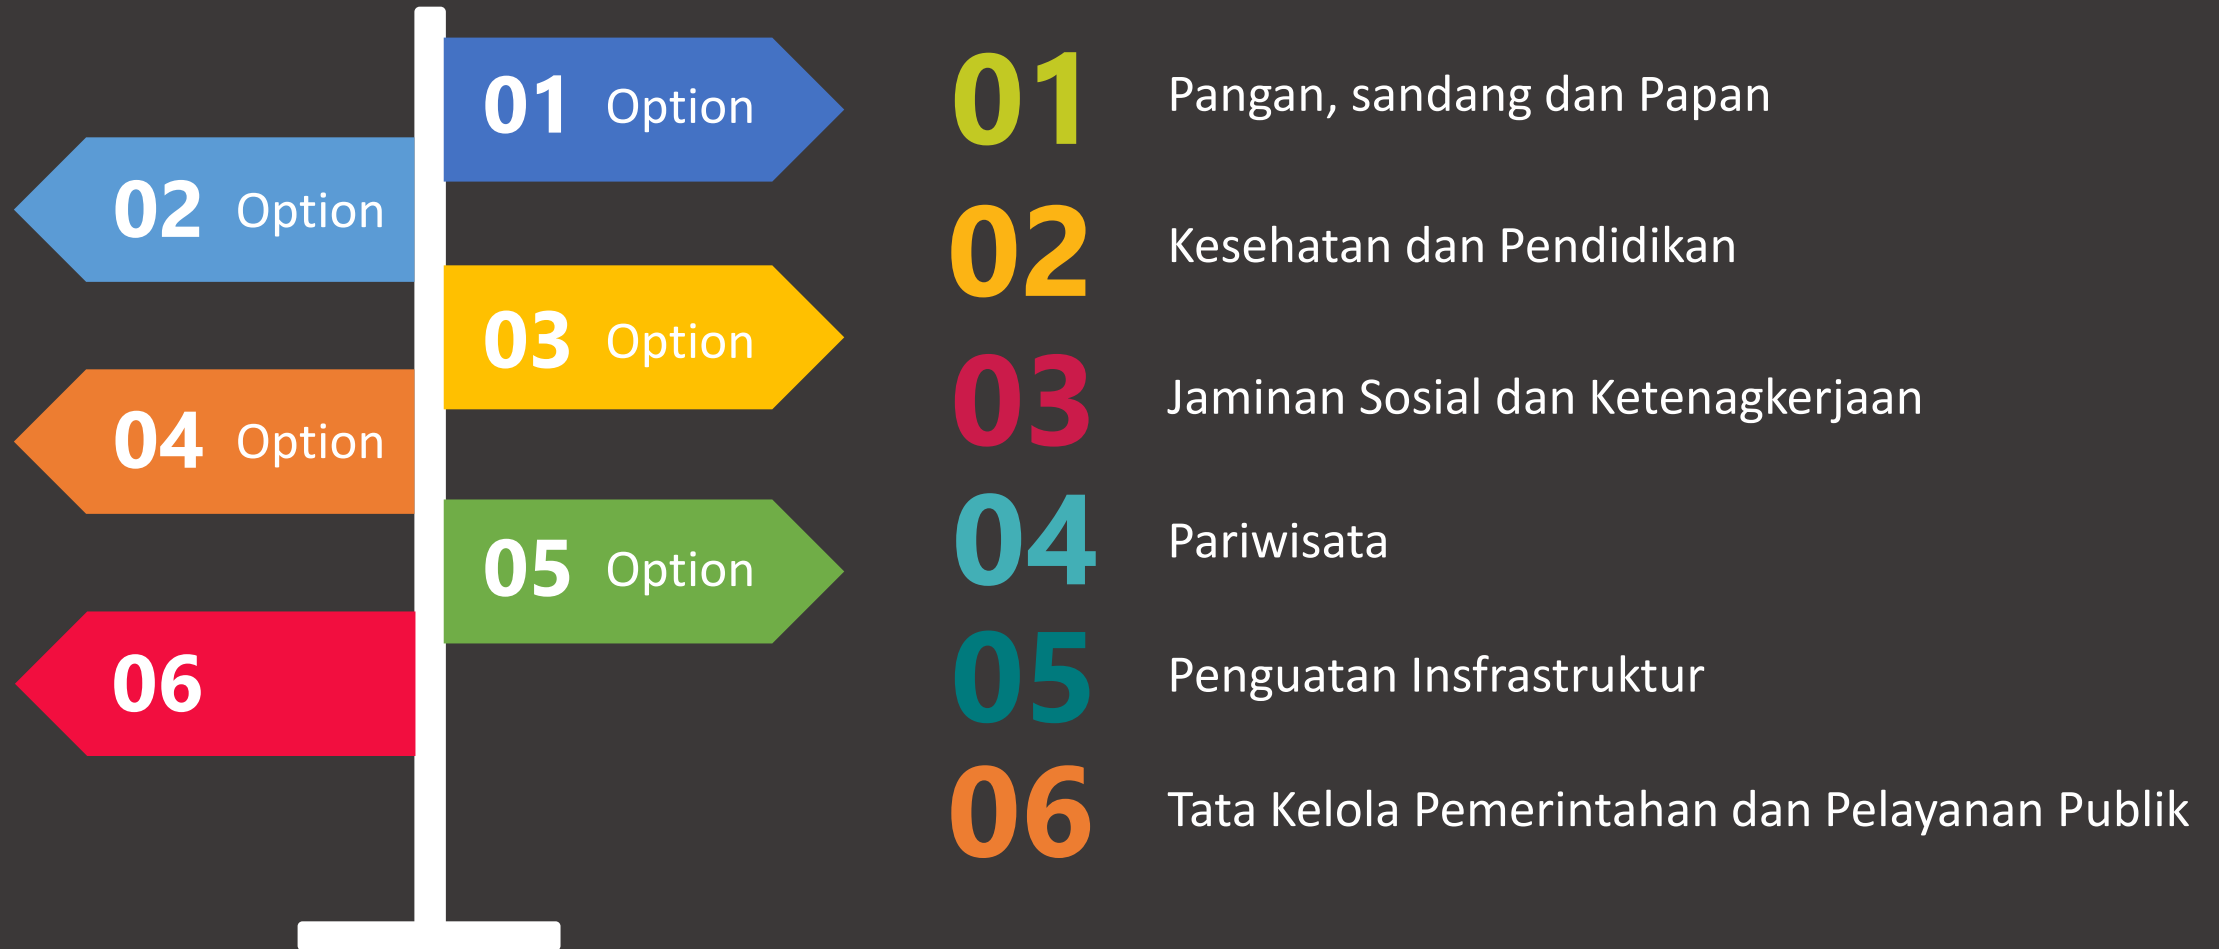 01 Option
02 Option
03 Option
04 Option
05 Option
06
01 Pangan, sandang dan Papan
02 Kesehatan dan Pendidikan
03 Jaminan Sosial dan Ketenagkerjaan
04 Pariwisata
05 Penguatan Insfrastruktur
06 Tata Kelola Pemerintahan dan Pelayanan Publik